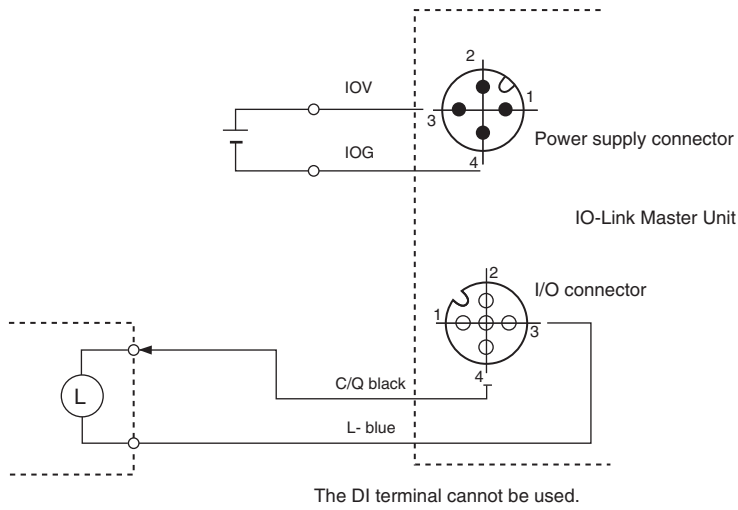 2
IOV
1
3
Power supply connector
IOG
4
IO-Link Master Unit
2
I/O connector
1
3
4
C/Q black
L
L- blue
The DI terminal cannot be used.